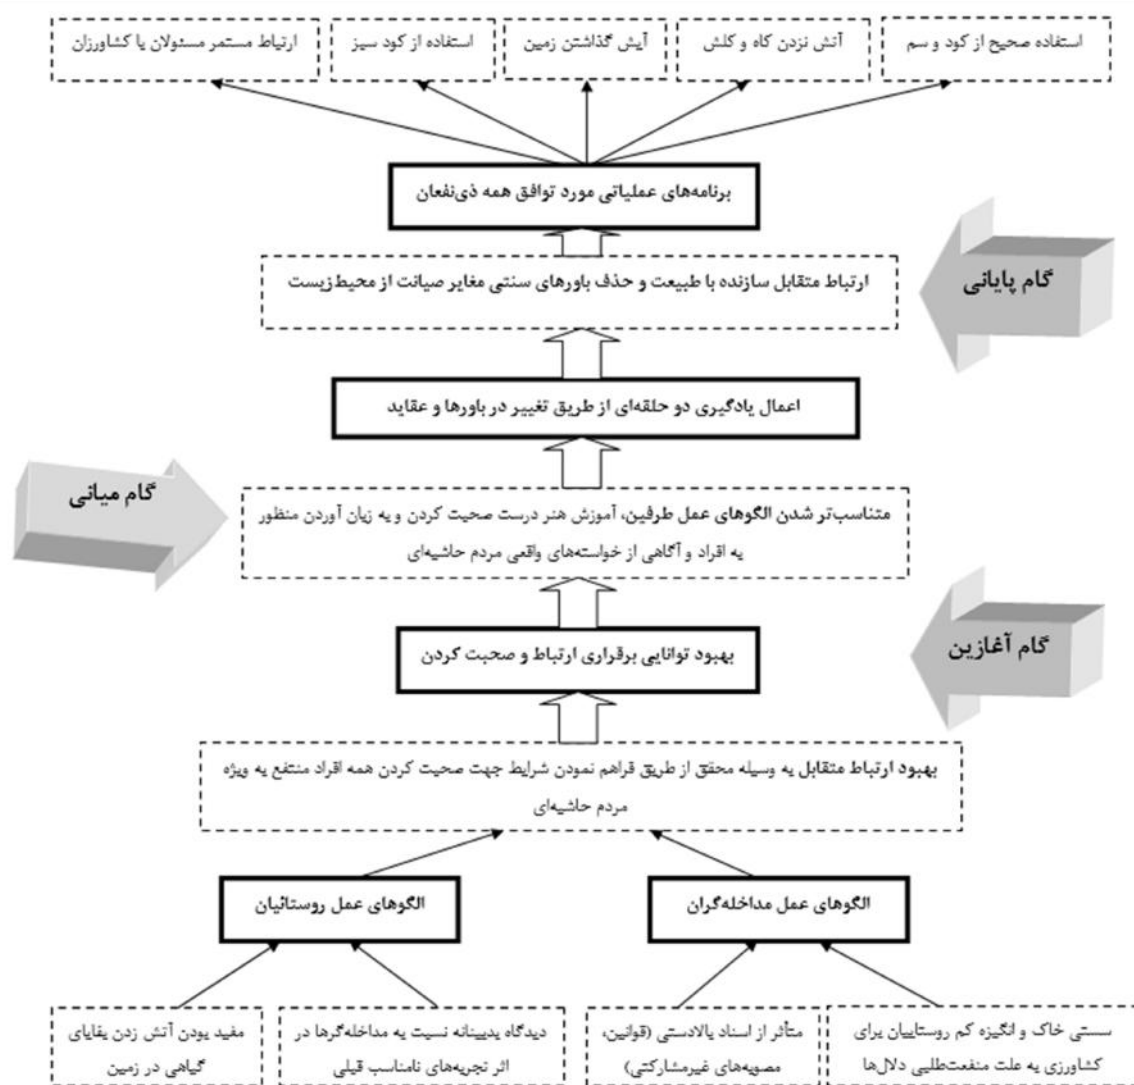 استفاده صحیح از کود و سم
آتش نزدن کاه و کلش
آیش گذاشتن زمین
استفاده از کود سبز
ارتباط مستمر مسئولان با کشاورزان
برنامه‌های عملیاتی مورد توافق همه ذی‌نفعان
گام پایانی
ارتباط متقابل سازنده با طبیعت و حذف باورهای سنتی مغایر صیانت از محیط‌زیست
اعمال یادگیری دو حلقه‌ای از طریق تغییر در باورها و عقاید
گام میانی
متناسب‌تر شدن الگوهای عمل طرفین، آموزش هنر درست صحبت کردن و به زبان آوردن منظور
به افراد و آگاهی از خواسته‌های واقعی مردم حاشیه‌ای
گام آغازین
بهبود توانایی برقراری ارتباط و صحبت کردن
بهبود ارتباط متقابل به وسیله محقق از طریق فراهم نمودن شرایط جهت صحبت کردن همه افراد منتفع به ویژه
مردم حاشیه‌ای
الگوهای عمل مداخله‌گران
الگوهای عمل روستائیان
سستی خاک و انگیزه کم روستاییان برای
کشاورزی به علت منفعت‌طلبی دلال‌ها
متأثر از اسناد بالادستی (قوانین،
مصوبه‌های غیرمشارکتی)
دیدگاه بدبینانه نسبت به مداخله‌گرها در
اثر تجربه‌های نامناسب قبلی
مفید بودن آتش زدن بقایای
گیاهی در زمین